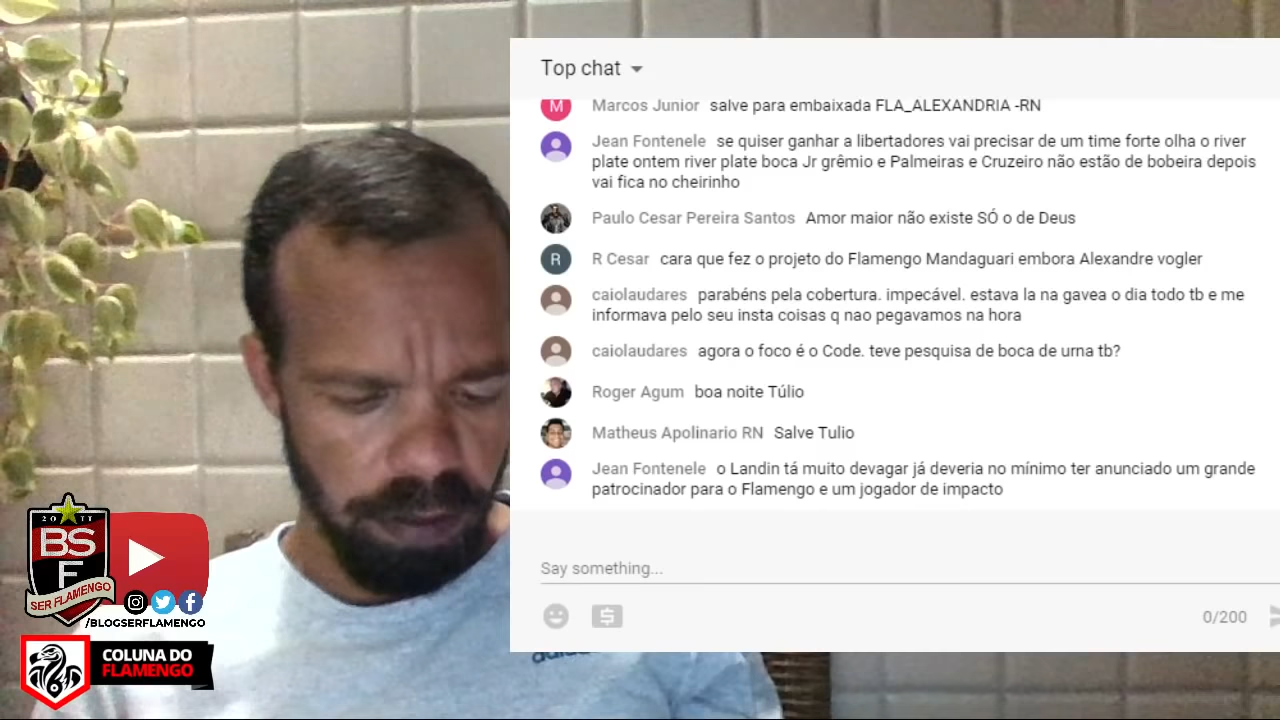 Top chat
M
Marcos Junior salve para embaixada FLA_ALEXANDRIA -RN
Jean Fontenele se quiser ganhar a libertadores vai precisar de um time forte olha o river
plate ontem river plate boca Jr grêmio e Palmeiras e Cruzeiro não estão de bobeira depois
vai fica no cheirinho
Paulo Cesar Pereira Santos Amor maior não existe SÓ o de Deus
R
R Cesar cara que fez o projeto do Flamengo Mandaguari embora Alexandre vogler
caiolaudares parabéns pela cobertura. impecável. estava la na gavea o dia todo tb e me
informava pelo seu insta coisas q nao pegavamos na hora
caiolaudares agora o foco é o Code. teve pesquisa de boca de urna tb?
Roger Agum boa noite Túlio
Matheus Apolinario RN Salve Tulio
Jean Fontenele o Landin tá muito devagar já deveria no mínimo ter anunciado um grande
patrocinador para o Flamengo e um jogador de impacto
Say something...
0/200
2011
BSF
SER FLAMENGO
/BLOGSERFLAMENGO
COLUNA DO
FLAMENGO